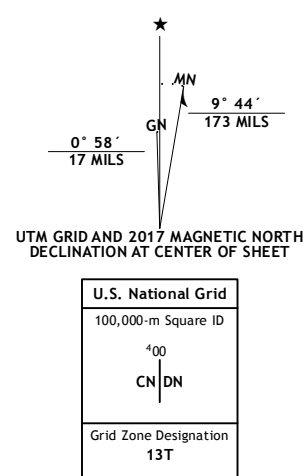 ★
MN
GN
9° 44´
173 MILS
0° 58´
17 MILS
UTM GRID AND 2017 MAGNETIC NORTH
DECLINATION AT CENTER OF SHEET
U.S. National Grid
100,000-m Square ID
⁴00
CN DN
Grid Zone Designation
13T